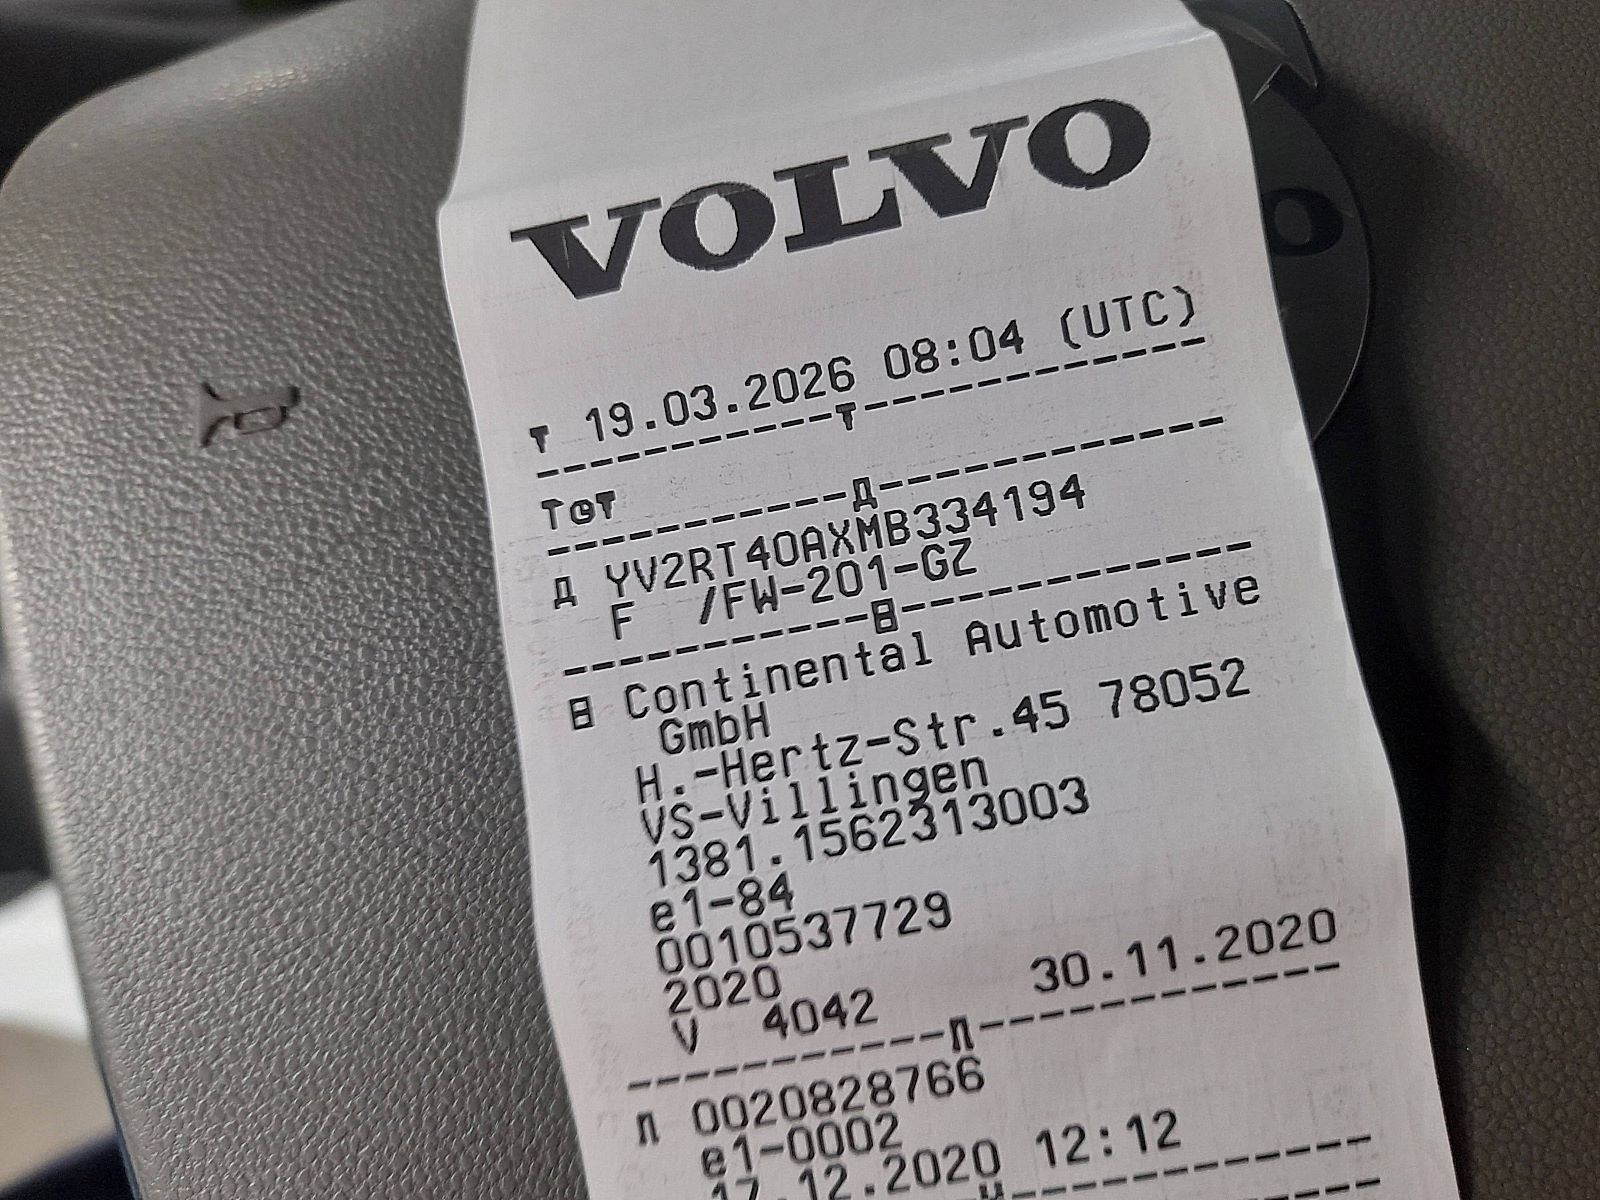 VOLVO
▼ 19.03.2026 08:04 (UTC)
-----------▼-------------
T⊙▼
-----------Д-------------
Д YV2RT40AXMB334194
F /FW-201-GZ
-----------B-------------
B Continental Automotive
GmbH
H.-Hertz-Str.45 78052
VS-Villingen
1381.1562313003
e1-84
0010537729
2020
V 4042 30.11.2020
-----------П-------------
П 0020828766
e1-0002
17.12.2020 12:12